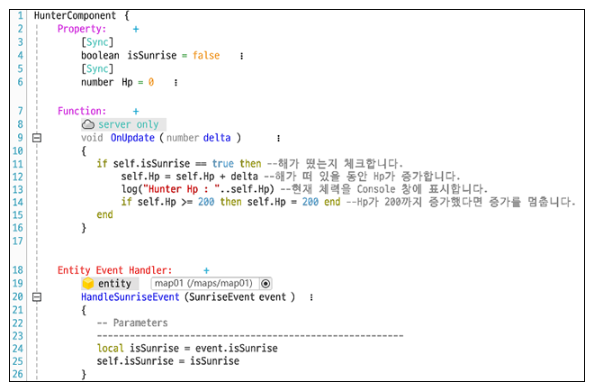 1 HunterComponent {
2 Property: +
3 [Sync]
4 boolean isSunrise = false ⋮
5 [Sync]
6 number Hp = 0 ⋮
7 Function: +
8 server only
9 void OnUpdate ( number delta ) ⋮
10 {
11 if self.isSunrise == true then --해가 떴는지 체크합니다.
12 self.Hp = self.Hp + delta --해가 떠 있을 동안 Hp가 증가합니다.
13 log("Hunter Hp : "..self.Hp) --현재 체력을 Console 창에 표시합니다.
14 if self.Hp >= 200 then self.Hp = 200 end --Hp가 200까지 증가했다면 증가를 멈춥니다.
15 end
16 }
17
18 Entity Event Handler: +
19 entity map01 (/maps/map01)
20 HandleSunriseEvent (SunriseEvent event ) ⋮
21 {
22 -- Parameters
23 --------------------------------------------------------
24 local isSunrise = event.isSunrise
25 self.isSunrise = isSunrise
26 }